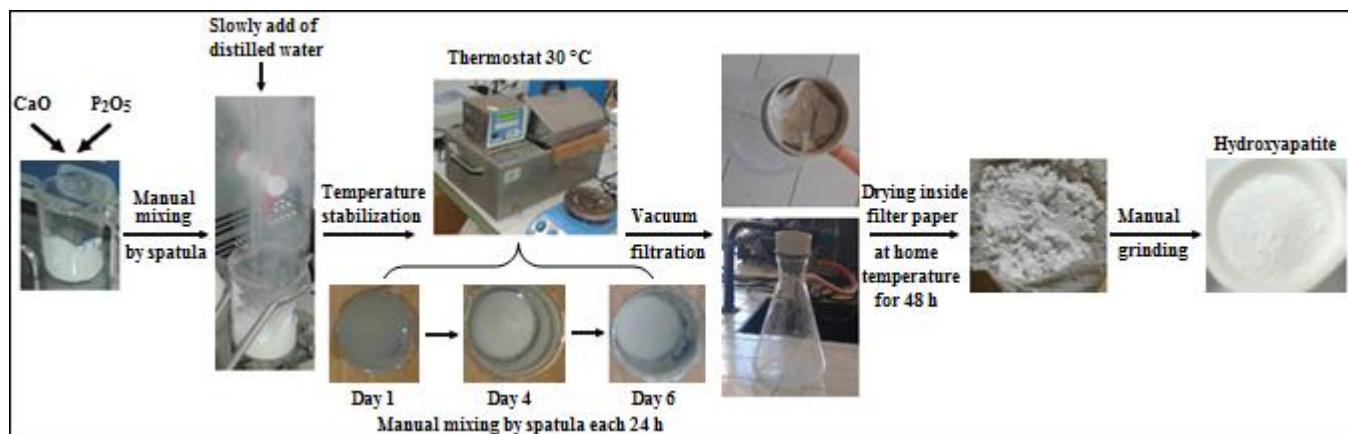 Slowly add of
distilled water
CaO
P₂O₅
Manual
mixing
by spatula
Temperature
stabilization
Thermostat 30 °C
Day 1
Day 4
Day 6
Manual mixing by spatula each 24 h
Vacuum
filtration
Drying inside
filter paper
at home
temperature
for 48 h
Manual
grinding
Hydroxyapatite